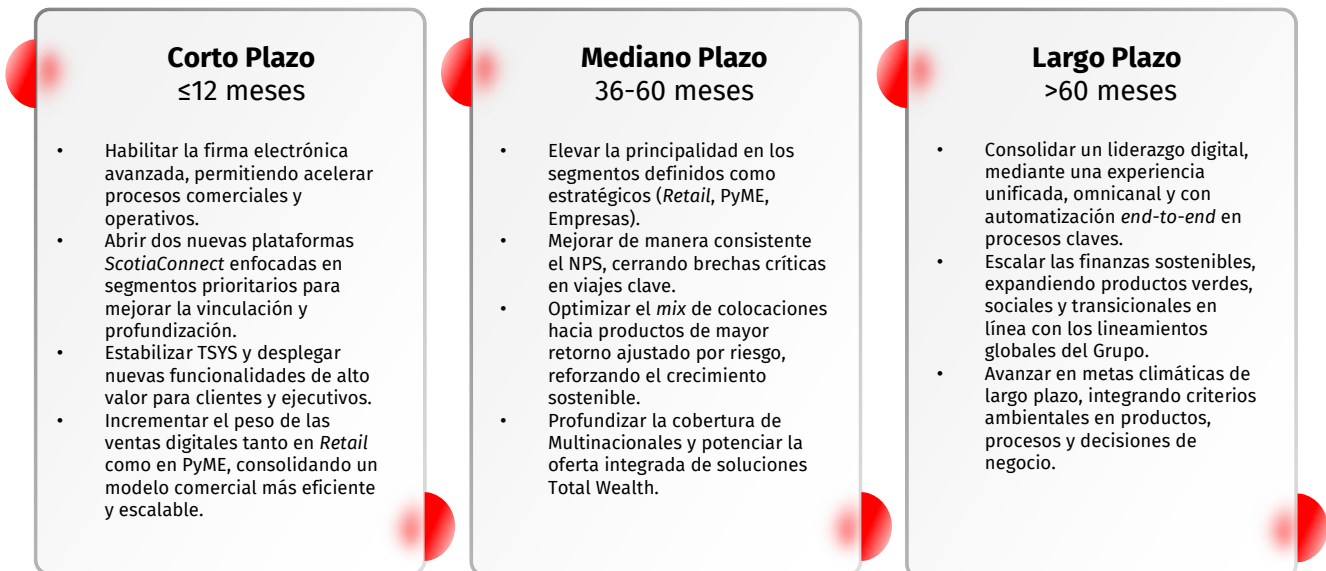 Corto Plazo
≤12 meses
• Habilitar la firma electrónica
avanzada, permitiendo acelerar
procesos comerciales y
operativos.
• Abrir dos nuevas plataformas
ScotiaConnect enfocadas en
segmentos prioritarios para
mejorar la vinculación y
profundización.
• Estabilizar TSYS y desplegar
nuevas funcionalidades de alto
valor para clientes y ejecutivos.
• Incrementar el peso de las
ventas digitales tanto en Retail
como en PyME, consolidando un
modelo comercial más eficiente
y escalable.
Mediano Plazo
36-60 meses
• Elevar la principalidad en los
segmentos definidos como
estratégicos (Retail, PyME,
Empresas).
• Mejorar de manera consistente
el NPS, cerrando brechas críticas
en viajes clave.
• Optimizar el mix de colocaciones
hacia productos de mayor
retorno ajustado por riesgo,
reforzando el crecimiento
sostenible.
• Profundizar la cobertura de
Multinacionales y potenciar la
oferta integrada de soluciones
Total Wealth.
Largo Plazo
>60 meses
• Consolidar un liderazgo digital,
mediante una experiencia
unificada, omnicanal y con
automatización end-to-end en
procesos claves.
• Escalar las finanzas sostenibles,
expandiendo productos verdes,
sociales y transicionales en
línea con los lineamientos
globales del Grupo.
• Avanzar en metas climáticas de
largo plazo, integrando criterios
ambientales en productos,
procesos y decisiones de
negocio.